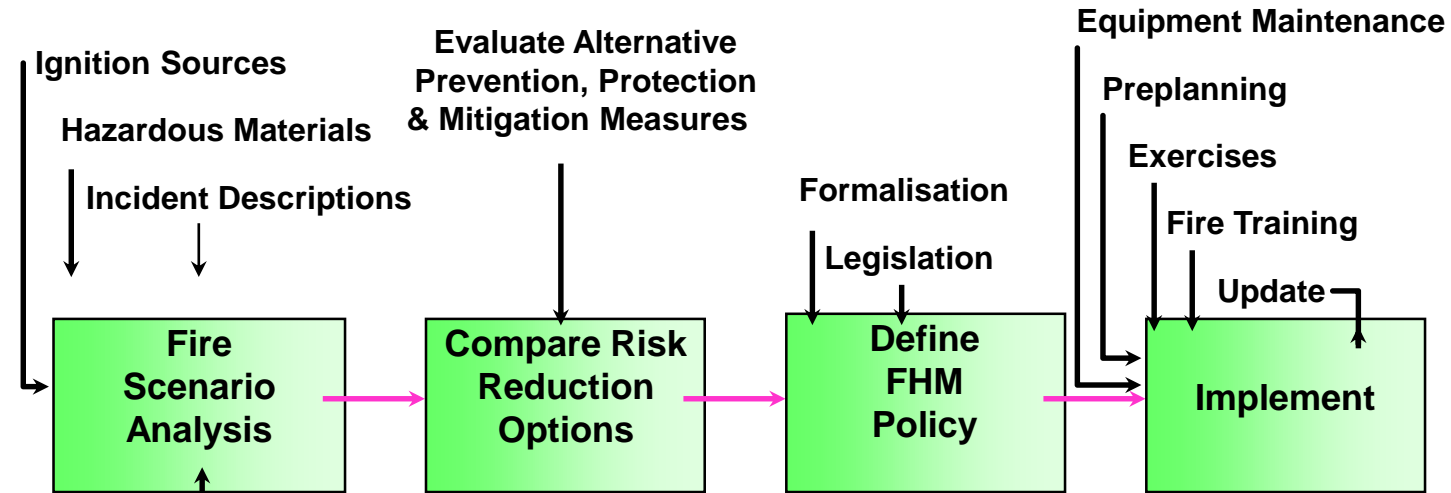 Ignition Sources
Hazardous Materials
Incident Descriptions
Evaluate Alternative
Prevention, Protection
& Mitigation Measures
Formalisation
Legislation
Equipment Maintenance
Preplanning
Exercises
Fire Training
Update
Fire
Scenario
Analysis
Compare Risk
Reduction
Options
Define
FHM
Policy
Implement